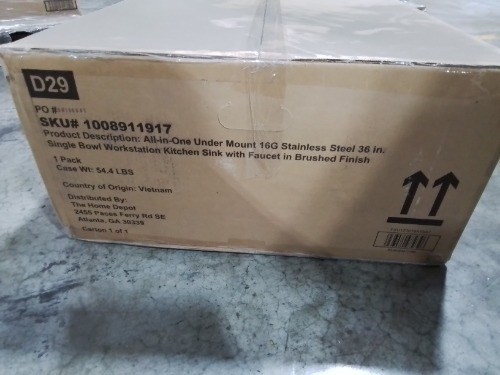 D29
PO #
SKU# 1008911917
Product Description: All-in-One Under Mount 16G Stainless Steel 36 in.
Single Bowl Workstation Kitchen Sink with Faucet in Brushed Finish
1 Pack
Case Wt: 54.4 LBS
Country of Origin: Vietnam
Distributed By:
The Home Depot
2455 Paces Ferry Rd SE
Atlanta, GA 30339
Carton 1 of 1